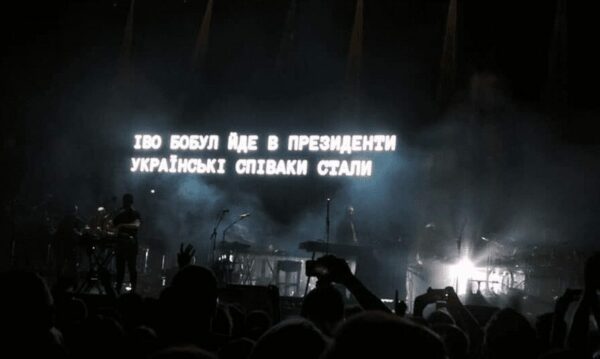 ІВО БОБУЛ ЙДЕ В ПРЕЗИДЕНТИ
УКРАЇНСЬКІ СПІВАКИ СТАЛИ